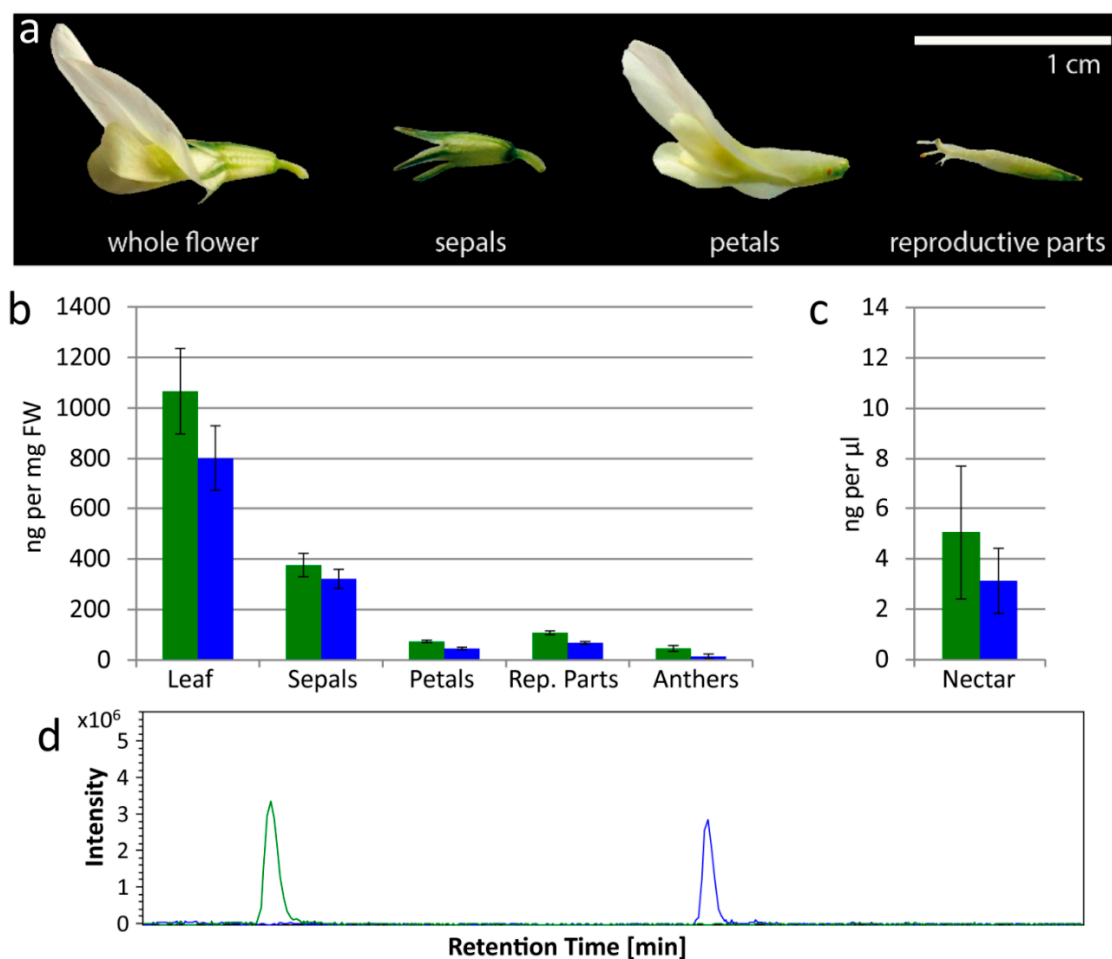 a
1 cm
whole flower sepals petals reproductive parts
b
1400
1200
1000
800
600
400
200
0
ng per mg FW
Leaf Sepals Petals Rep. Parts Anthers
c
14
12
10
8
6
4
2
0
ng per µl
Nectar
d
x10⁶
5
4
3
2
1
0
Intensity
Retention Time [min]